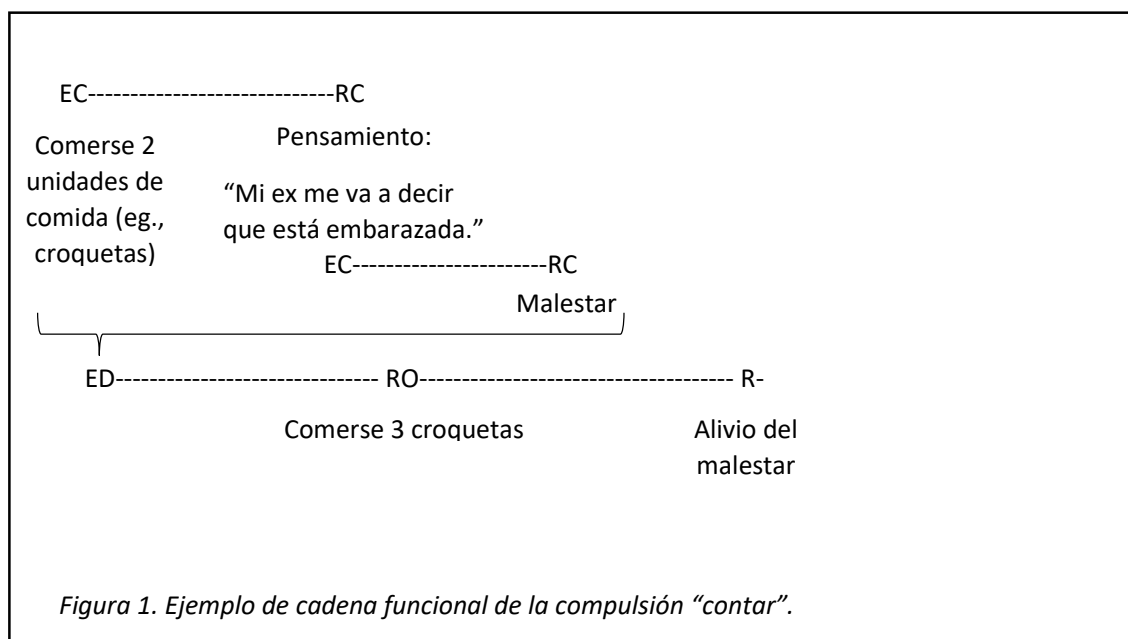 EC-----------------------------RC
Comerse 2
unidades de
comida (eg.,
croquetas)
Pensamiento:
“Mi ex me va a decir
que está embarazada.”
EC-----------------------RC
Malestar
ED------------------------------- RO------------------------------------- R-
Comerse 3 croquetas
Alivio del
malestar
Figura 1. Ejemplo de cadena funcional de la compulsión “contar”.